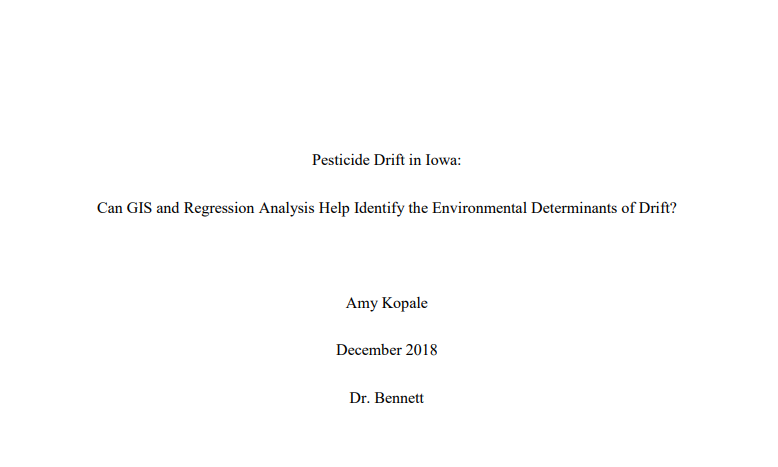 Pesticide Drift in Iowa:
Can GIS and Regression Analysis Help Identify the Environmental Determinants of Drift?
Amy Kopale
December 2018
Dr. Bennett